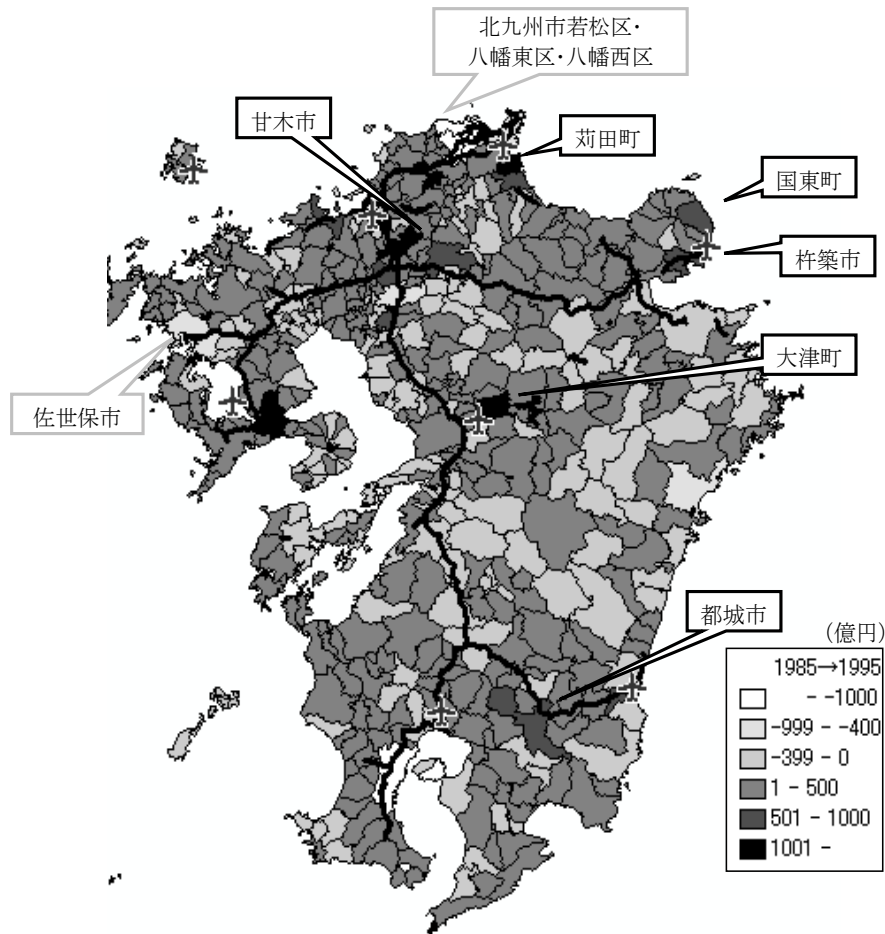 北九州市若松区・
八幡東区・八幡西区
甘木市
苅田町
国東町
杵築市
大津町
佐世保市
都城市
(億円)
1985→1995
- -1000
-999 - -400
-399 - 0
1 - 500
501 - 1000
1001 -